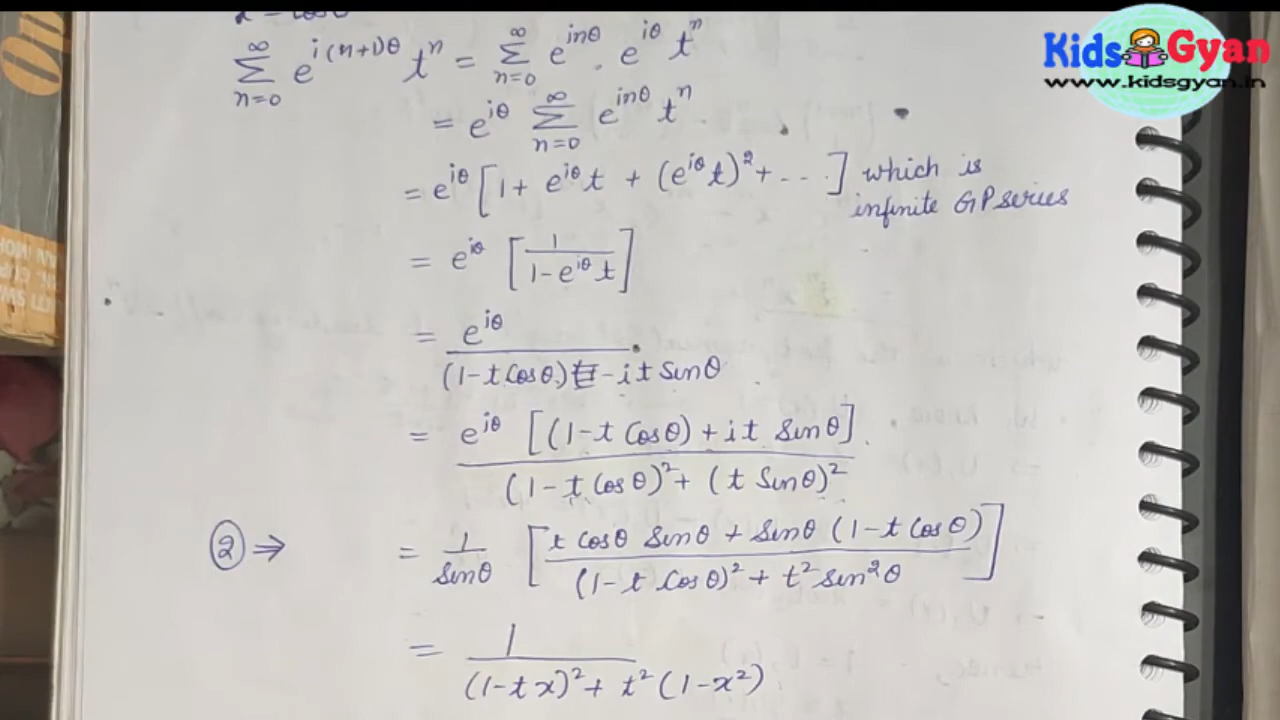 x = cosθ
Kids Gyan
www.kidsgyan.in
∑_{n=0}^{∞} e^{i(n+1)θ} t^n = ∑_{n=0}^{∞} e^{inθ} . e^{iθ} t^n
= e^{iθ} ∑_{n=0}^{∞} e^{inθ} t^n
= e^{iθ} [1 + e^{iθ} t + (e^{iθ} t)^2 + ...] which is
infinite GP series
= e^{iθ} [1 / (1 - e^{iθ} t)]
= e^{iθ} / ((1 - t cosθ) - it sinθ)
= e^{iθ} [(1 - t cosθ) + it sinθ] / ((1 - t cosθ)^2 + (t sinθ)^2)
② ⇒ = 1/sinθ [(t cosθ sinθ + sinθ (1 - t cosθ)) / ((1 - t cosθ)^2 + t^2 sin^2θ)]
= 1 / ((1 - tx)^2 + t^2 (1 - x^2))